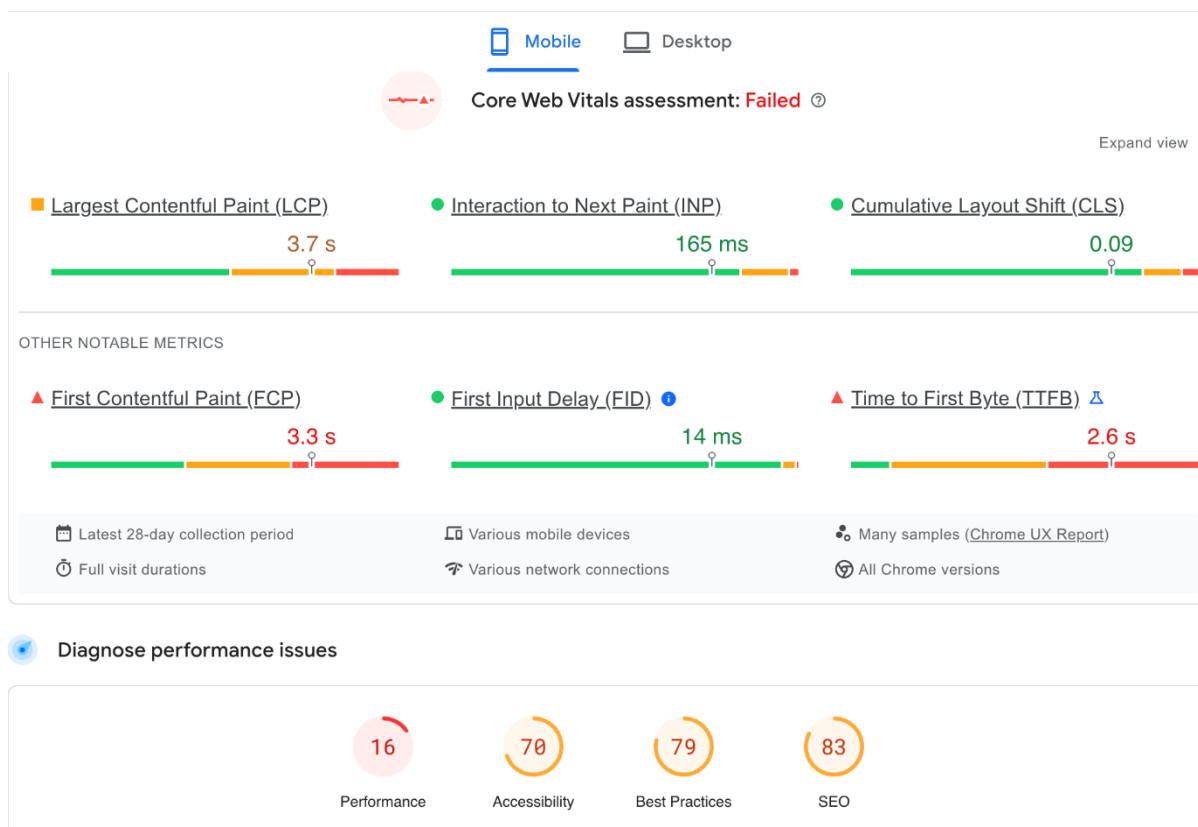 Mobile Desktop
Core Web Vitals assessment: Failed
Expand view
Largest Contentful Paint (LCP)
3.7 s
Interaction to Next Paint (INP)
165 ms
Cumulative Layout Shift (CLS)
0.09
OTHER NOTABLE METRICS
First Contentful Paint (FCP)
3.3 s
First Input Delay (FID)
14 ms
Time to First Byte (TTFB)
2.6 s
Latest 28-day collection period
Various mobile devices
Many samples (Chrome UX Report)
Full visit durations
Various network connections
All Chrome versions
Diagnose performance issues
16
Performance
70
Accessibility
79
Best Practices
83
SEO